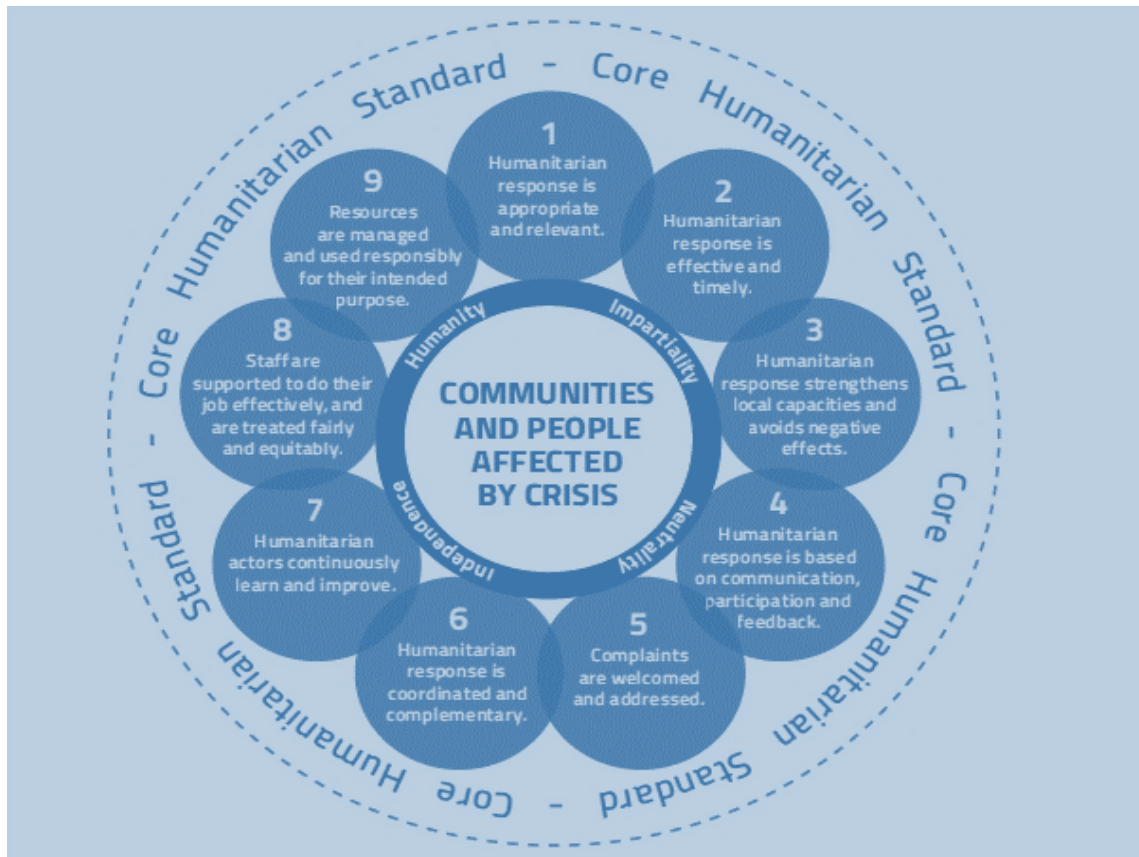 Core Humanitarian Standard - Core Humanitarian Standard - Core Humanitarian Standard - Core Humanitarian Standard -
1
Humanitarian
response is
appropriate
and relevant.
2
Humanitarian
response is
effective and
timely.
3
Humanitarian
response strengthens
local capacities and
avoids negative
effects.
4
Humanitarian
response is based
on communication,
participation and
feedback.
5
Complaints
are welcomed
and addressed.
6
Humanitarian
response is
coordinated and
complementary.
7
Humanitarian
actors continuously
learn and improve.
8
Staff are
supported to do their
job effectively, and
are treated fairly
and equitably.
9
Resources
are managed
and used responsibly
for their intended
purpose.
Humanity
Impartiality
Neutrality
Independence
COMMUNITIES
AND PEOPLE
AFFECTED
BY CRISIS